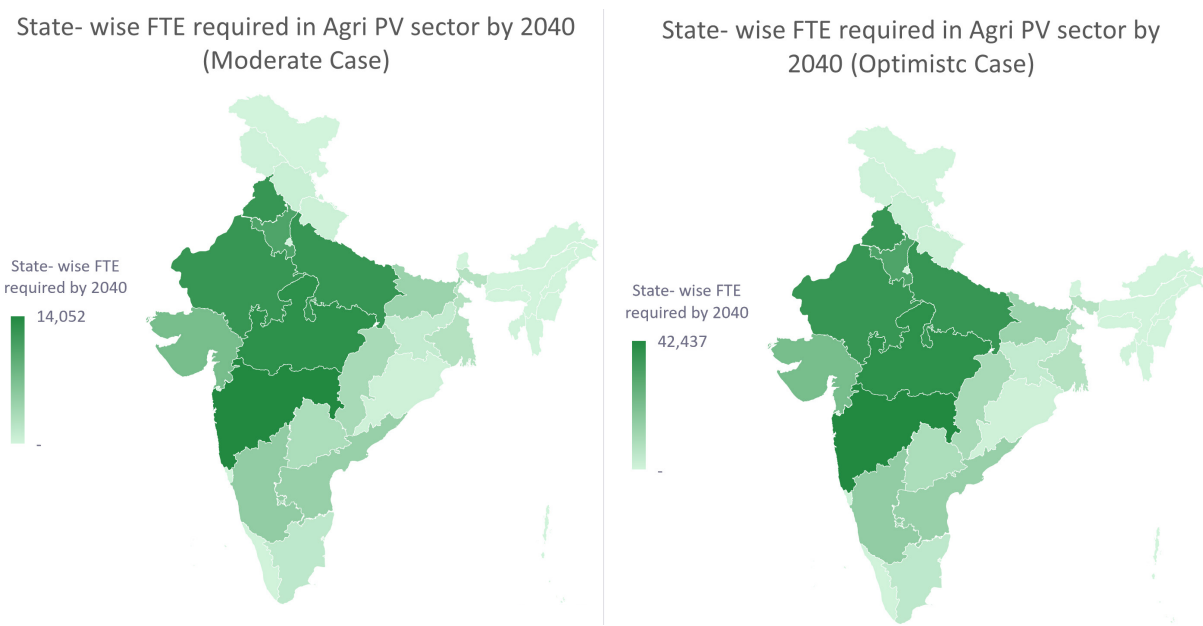 State- wise FTE required in Agri PV sector by 2040
(Moderate Case)
State- wise FTE
required by 2040
14,052
-
State- wise FTE required in Agri PV sector by
2040 (Optimistc Case)
State- wise FTE
required by 2040
42,437
-